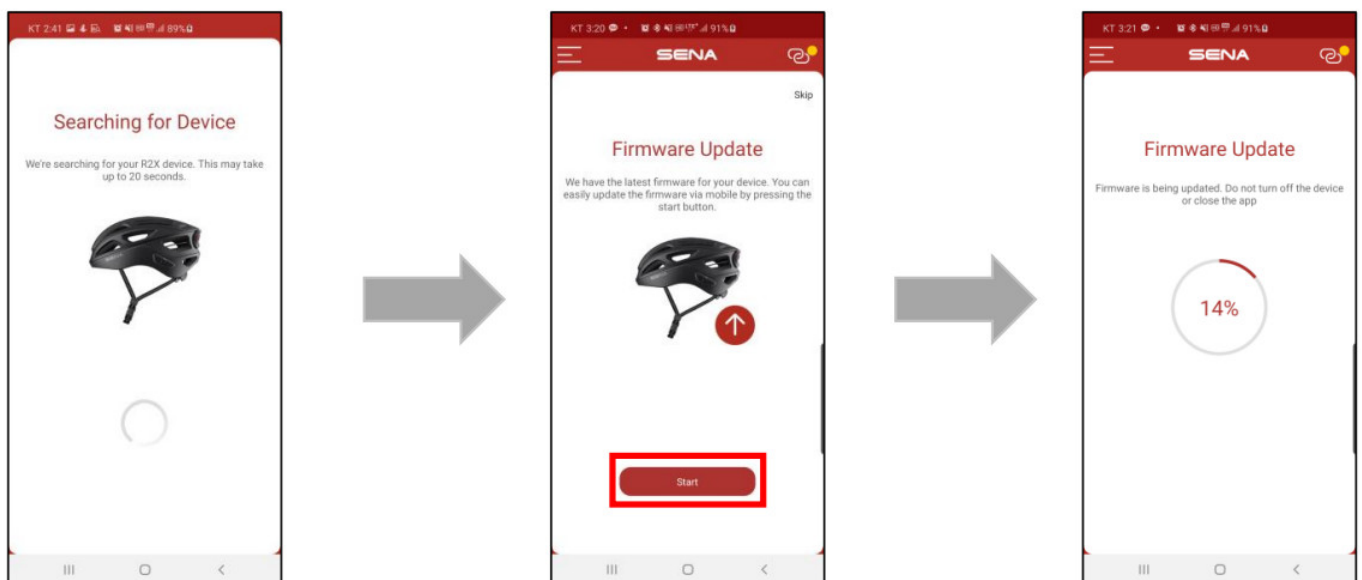 KT 2:41 89%
Searching for Device
We're searching for your R2X device. This may take
up to 20 seconds.
KT 3:20 91%
SENA
Skip
Firmware Update
We have the latest firmware for your device. You can
easily update the firmware via mobile by pressing the
start button.
Start
KT 3:21 91%
SENA
Firmware Update
Firmware is being updated. Do not turn off the device
or close the app
14%